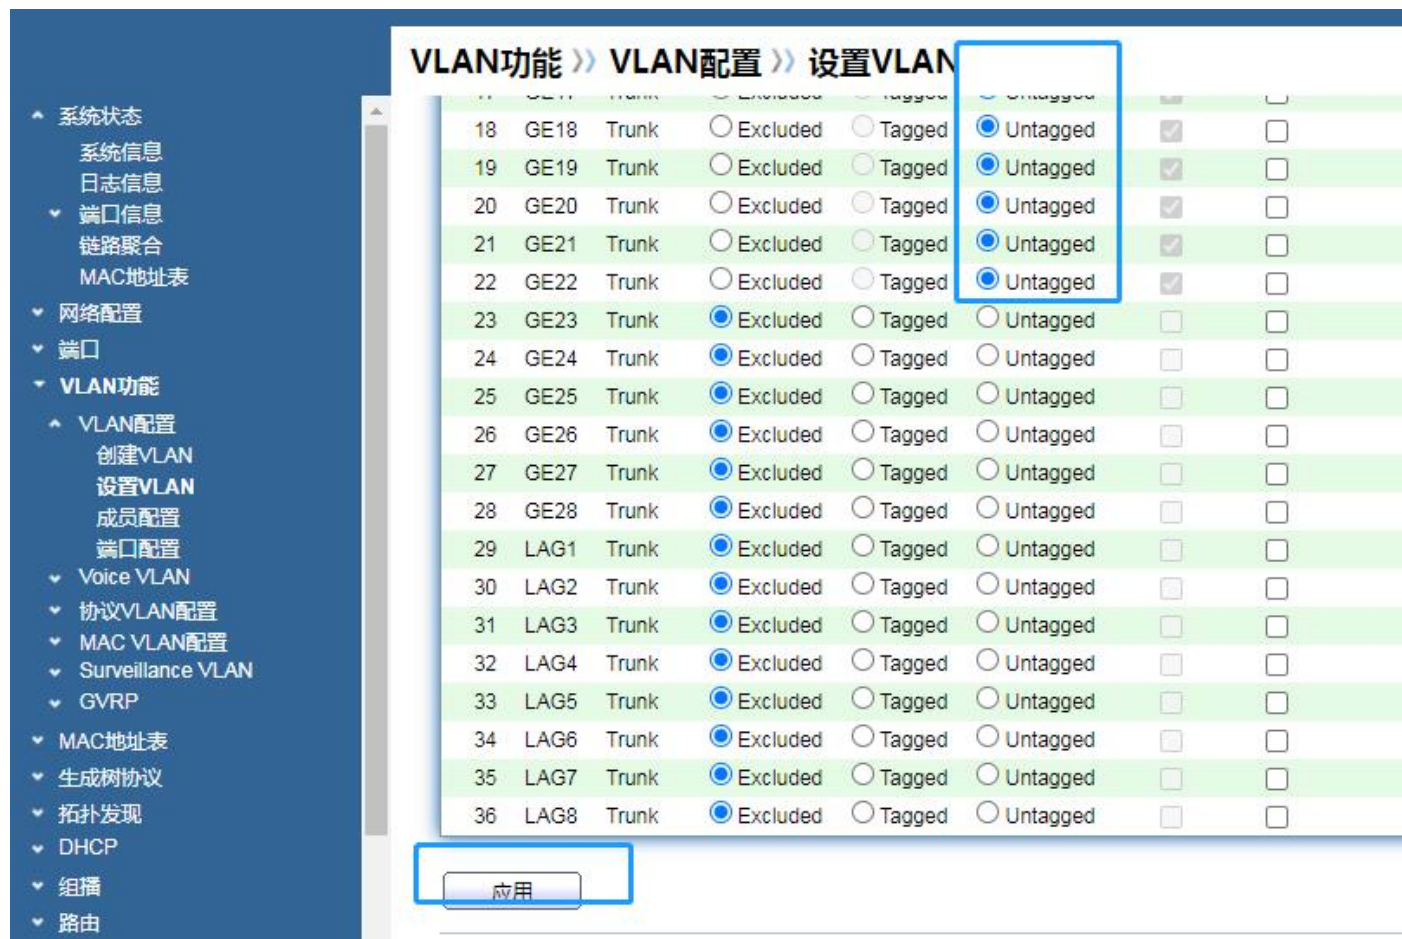 VLAN功能 》 VLAN配置 》 设置VLAN
系统状态
系统信息
日志信息
端口信息
链路聚合
MAC地址表
网络配置
端口
VLAN功能
VLAN配置
创建VLAN
设置VLAN
成员配置
端口配置
Voice VLAN
协议VLAN配置
MAC VLAN配置
Surveillance VLAN
GVRP
MAC地址表
生成树协议
拓扑发现
DHCP
组播
路由
17 GE17 Trunk Excluded Tagged Untagged
18 GE18 Trunk Excluded Tagged Untagged
19 GE19 Trunk Excluded Tagged Untagged
20 GE20 Trunk Excluded Tagged Untagged
21 GE21 Trunk Excluded Tagged Untagged
22 GE22 Trunk Excluded Tagged Untagged
23 GE23 Trunk Excluded Tagged Untagged
24 GE24 Trunk Excluded Tagged Untagged
25 GE25 Trunk Excluded Tagged Untagged
26 GE26 Trunk Excluded Tagged Untagged
27 GE27 Trunk Excluded Tagged Untagged
28 GE28 Trunk Excluded Tagged Untagged
29 LAG1 Trunk Excluded Tagged Untagged
30 LAG2 Trunk Excluded Tagged Untagged
31 LAG3 Trunk Excluded Tagged Untagged
32 LAG4 Trunk Excluded Tagged Untagged
33 LAG5 Trunk Excluded Tagged Untagged
34 LAG6 Trunk Excluded Tagged Untagged
35 LAG7 Trunk Excluded Tagged Untagged
36 LAG8 Trunk Excluded Tagged Untagged
应用